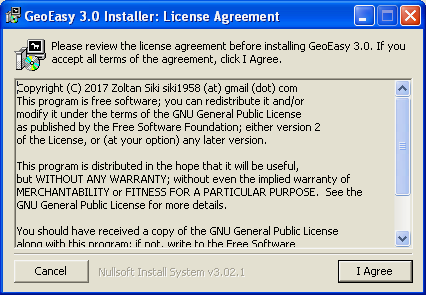 GeoEasy 3.0 Installer: License Agreement
Please review the license agreement before installing GeoEasy 3.0. If you
accept all terms of the agreement, click I Agree.
Copyright (C) 2017 Zoltan Siki siki1958 (at) gmail (dot) com
This program is free software; you can redistribute it and/or
modify it under the terms of the GNU General Public License
as published by the Free Software Foundation; either version 2
of the License, or (at your option) any later version.
This program is distributed in the hope that it will be useful,
but WITHOUT ANY WARRANTY; without even the implied warranty of
MERCHANTABILITY or FITNESS FOR A PARTICULAR PURPOSE.  See the
GNU General Public License for more details.
You should have received a copy of the GNU General Public License
along with this program; if not, write to the Free Software
Cancel
Nullsoft Install System v3.02.1
I Agree